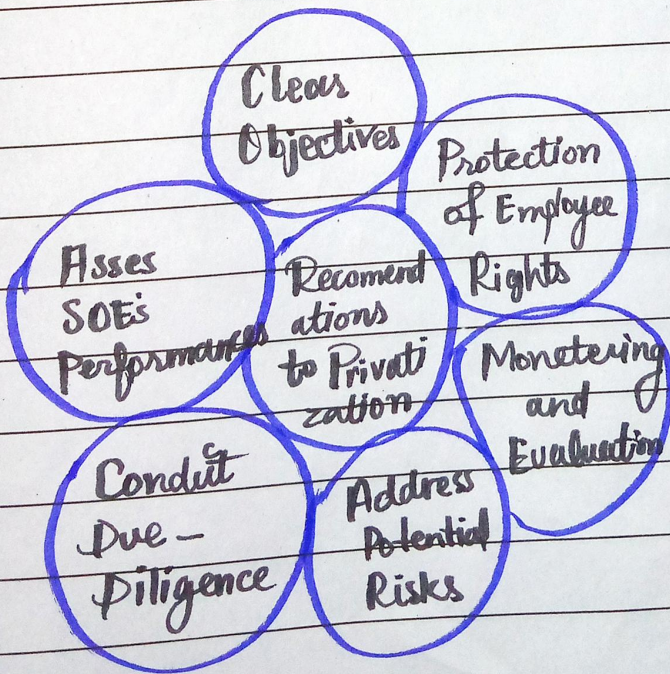 Clear
Objectives
Protection
of Employee
Rights
Asses
SOE's
Performances
Recomend
ations
to Privati
zation
Monetering
and
Evaluation
Conduct
Due-
Diligence
Address
Potential
Risks